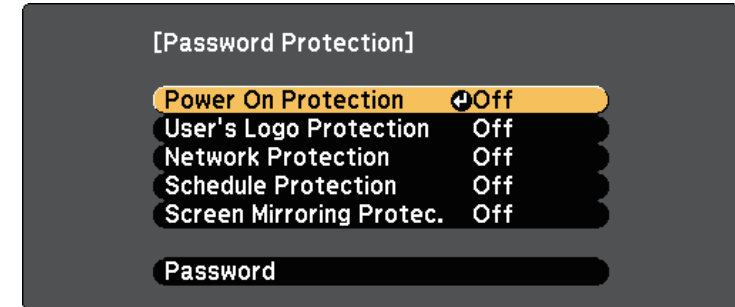 [Password Protection]
Power On Protection Off
User's Logo Protection Off
Network Protection Off
Schedule Protection Off
Screen Mirroring Protec. Off
Password